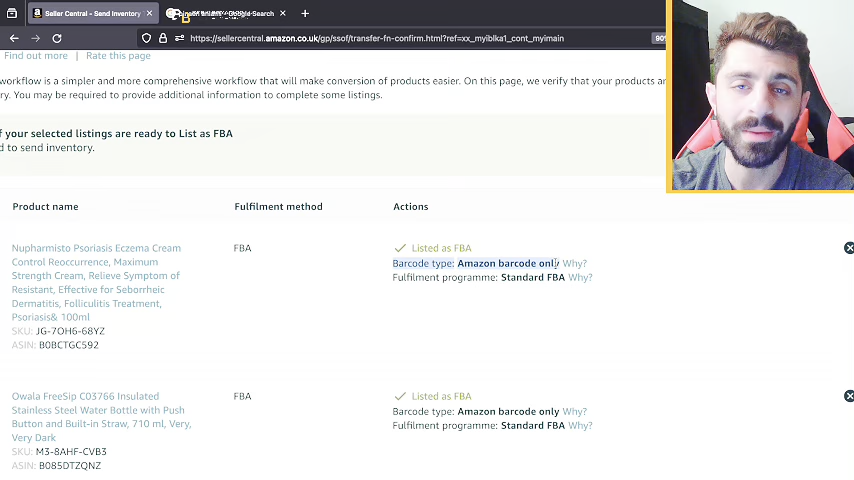 Seller Central - Send Inventory
Google Search
https://sellercentral.amazon.co.uk/gp/ssof/transfer-fn-confirm.html?ref=xx_myiblka1_cont_myimain
90%
Find out more | Rate this page
workflow is a simpler and more comprehensive workflow that will make conversion of products easier. On this page, we verify that your products ar
ry. You may be required to provide additional information to complete some listings.
f your selected listings are ready to List as FBA
d to send inventory.
Product name
Fulfilment method
Actions
Nupharmisto Psoriasis Eczema Cream
Control Reoccurrence, Maximum
Strength Cream, Relieve Symptom of
Resistant, Effective for Seborrheic
Dermatitis, Folliculitis Treatment,
Psoriasis& 100ml
SKU: JG-7OH6-68YZ
ASIN: B0BCTGC592
FBA
Listed as FBA
Barcode type: Amazon barcode only Why?
Fulfilment programme: Standard FBA Why?
Owala FreeSip C03766 Insulated
Stainless Steel Water Bottle with Push
Button and Built-in Straw, 710 ml, Very,
Very Dark
SKU: M3-8AHF-CVB3
ASIN: B085DTZQNZ
FBA
Listed as FBA
Barcode type: Amazon barcode only Why?
Fulfilment programme: Standard FBA Why?